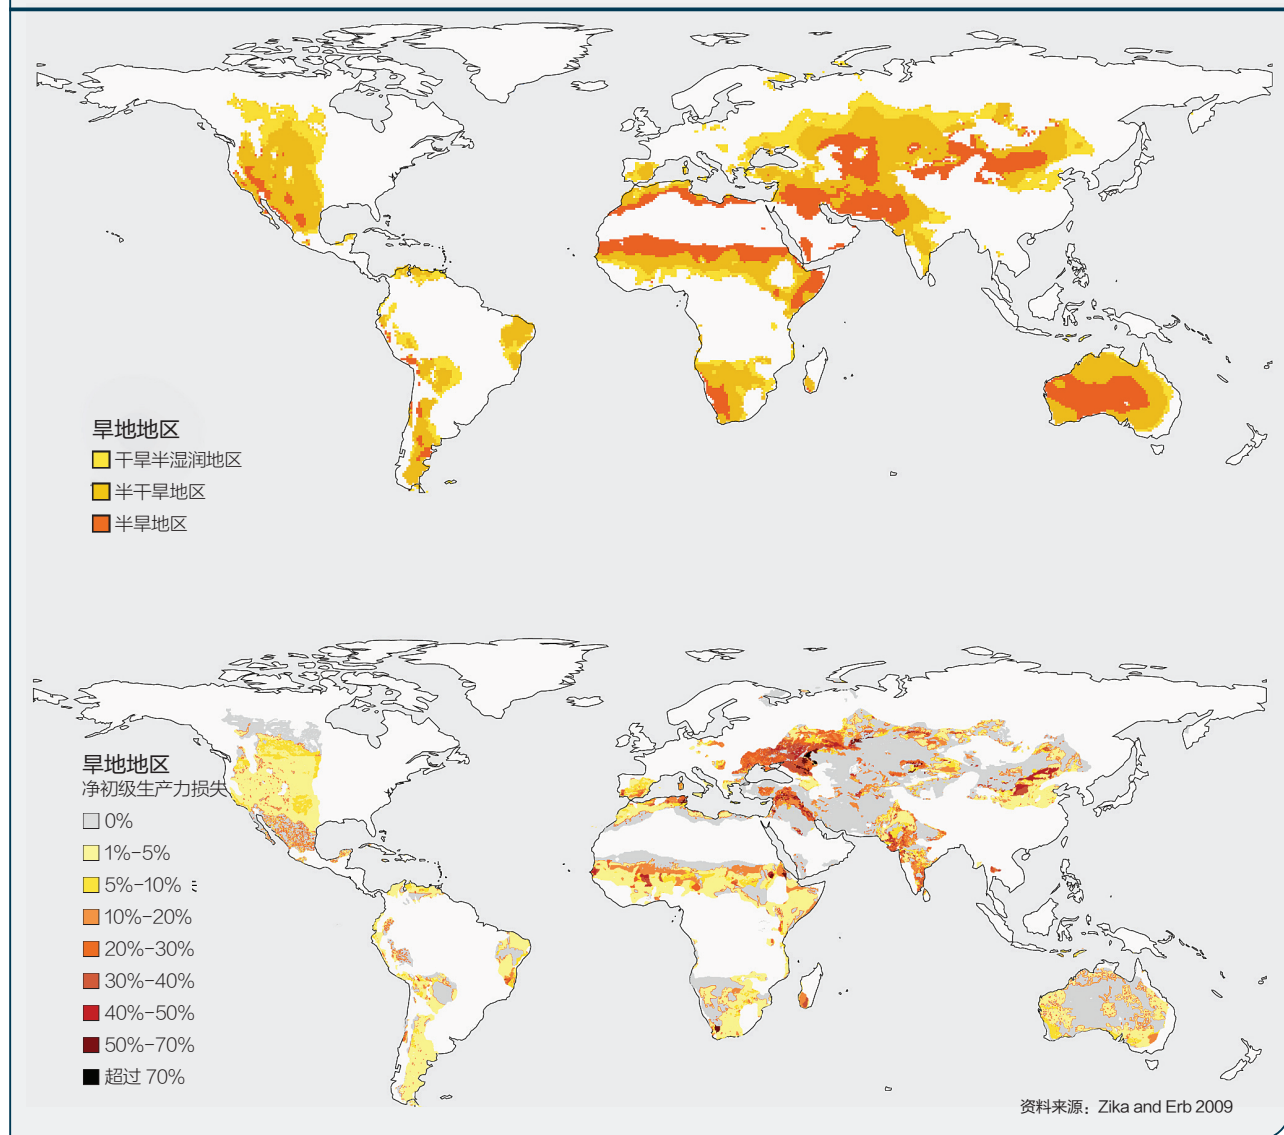 旱地地区
干旱半湿润地区
半干旱地区
半旱地区
旱地地区
净初级生产力损失
0%
1%–5%
5%–10%
10%–20%
20%–30%
30%–40%
40%–50%
50%–70%
超过 70%
资料来源：Zika and Erb 2009